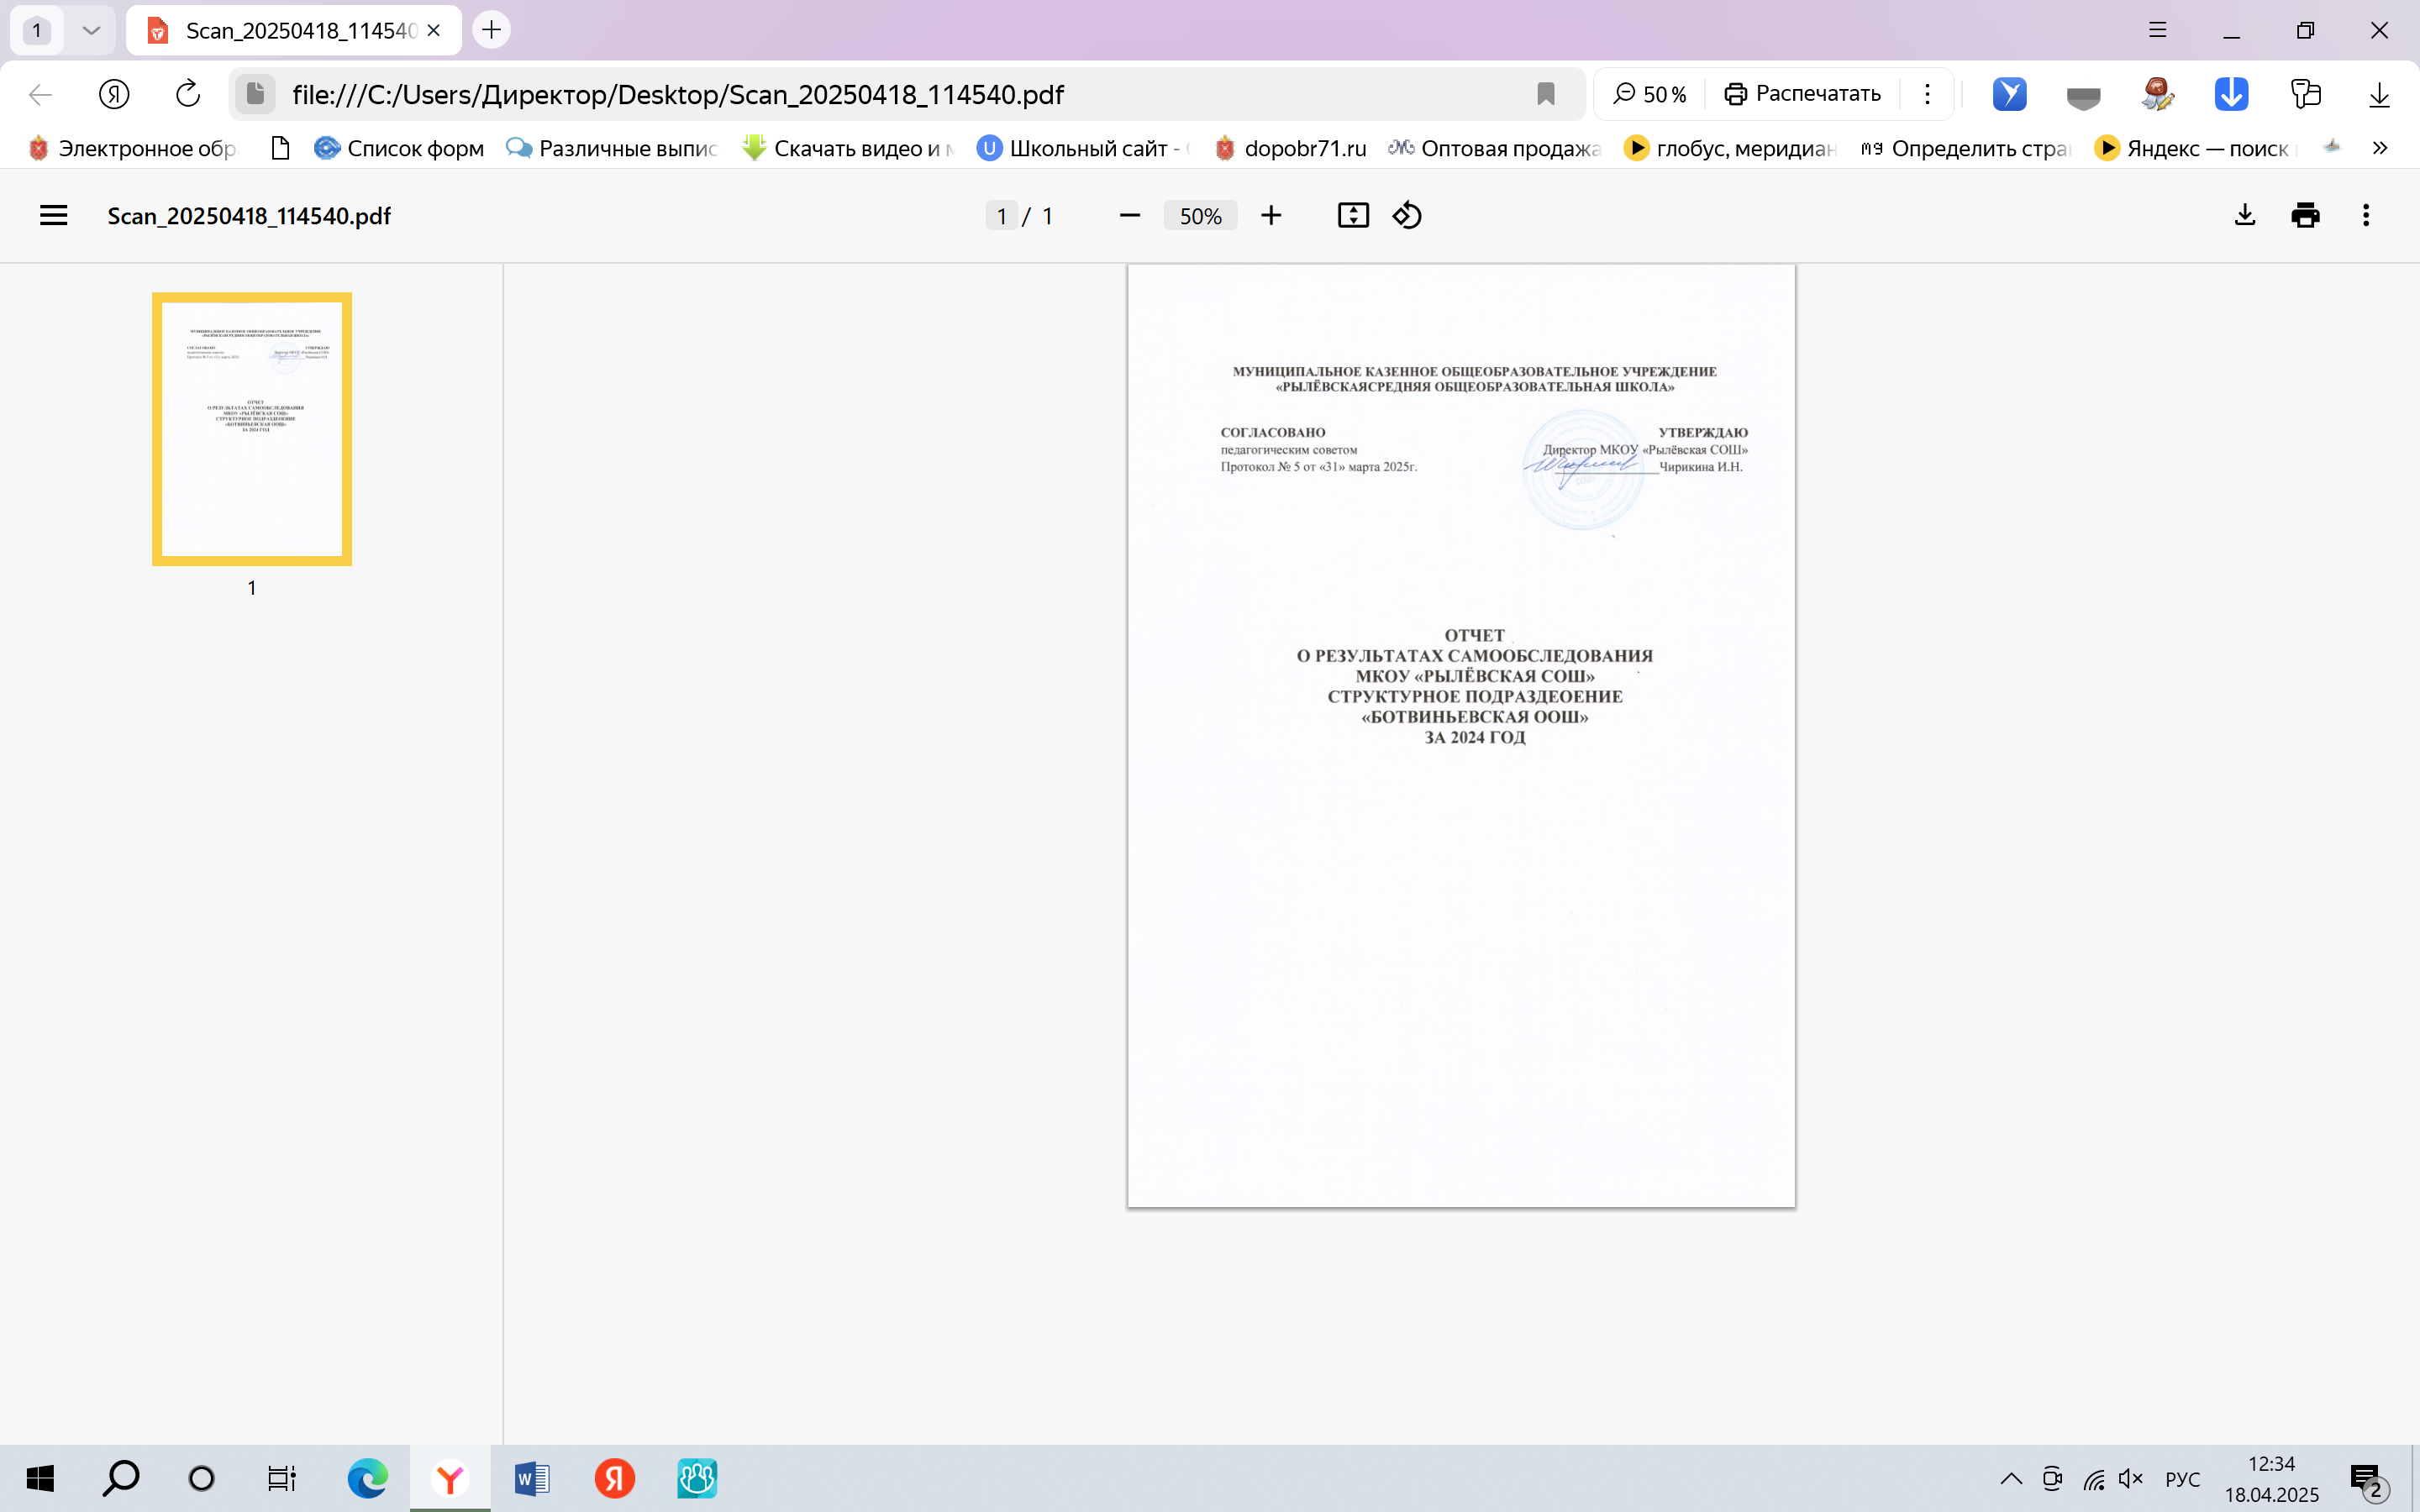 1
Scan_20250418_114540
file:///C:/Users/Директор/Desktop/Scan_20250418_114540.pdf
50 %
Распечатать
Электронное обр
Список форм
Различные выпис
Скачать видео и м
Школьный сайт -
dopobr71.ru
Оптовая продажа
глобус, меридиан
Определить стра
Яндекс — поиск
Scan_20250418_114540.pdf
1 / 1
50%
МУНИЦИПАЛЬНОЕ КАЗЕННОЕ ОБЩЕОБРАЗОВАТЕЛЬНОЕ УЧРЕЖДЕНИЕ
«РЫЛЁВСКАЯСРЕДНЯЯ ОБЩЕОБРАЗОВАТЕЛЬНАЯ ШКОЛА»
СОГЛАСОВАНО
педагогическим советом
Протокол № 5 от «31» марта 2025г.
УТВЕРЖДАЮ
Директор МКОУ «Рылёвская СОШ»
Чирикина И.Н.
ОТЧЕТ
О РЕЗУЛЬТАТАХ САМООБСЛЕДОВАНИЯ
МКОУ «РЫЛЁВСКАЯ СОШ»
СТРУКТУРНОЕ ПОДРАЗДЕОЕНИЕ
«БОТВИНЬЕВСКАЯ ООШ»
ЗА 2024 ГОД
1
РУС
12:34
18.04.2025
2